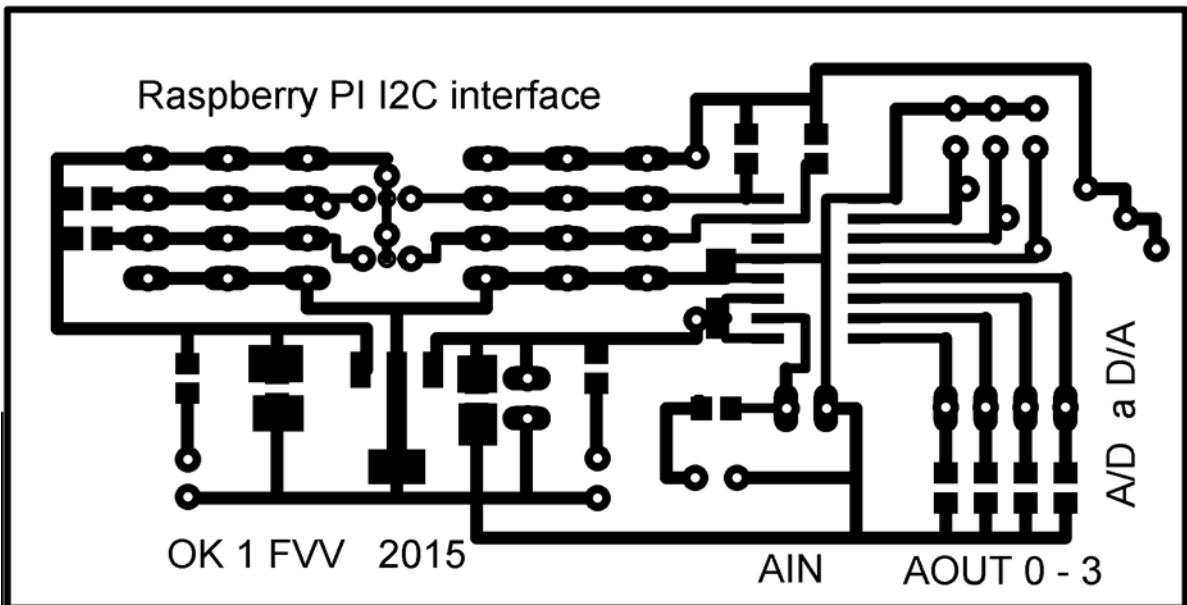 Raspberry PI I2C interface
A/D a D/A
OK 1 FVV 2015
AIN
AOUT 0 - 3